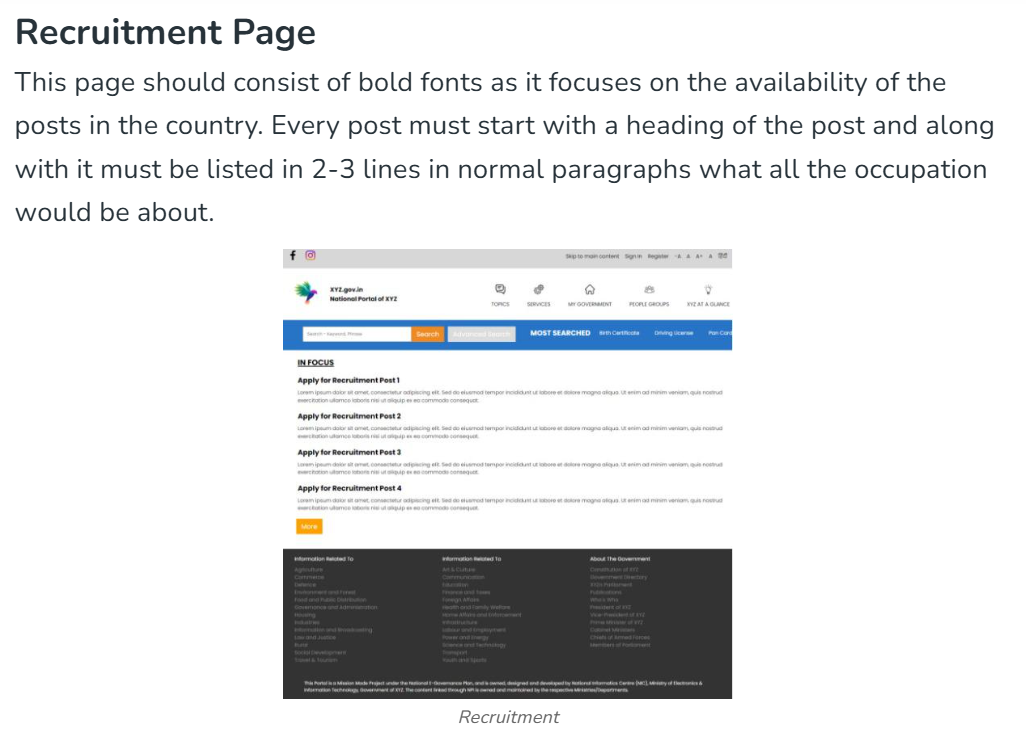 Recruitment Page
This page should consist of bold fonts as it focuses on the availability of the
posts in the country. Every post must start with a heading of the post and along
with it must be listed in 2-3 lines in normal paragraphs what all the occupation
would be about.
Skip to main content Sign In Register -A A A+ A
XYZ.gov.in
National Portal of XYZ
TOPICS SERVICES MY GOVERNMENT PEOPLE GROUPS XYZ AT A GLANCE
Search - keyword, Phrase Search Advanced Search MOST SEARCHED Birth Certificate Driving License Pan Card
IN FOCUS
Apply for Recruitment Post 1
Lorem ipsum dolor sit amet, consectetur adipiscing elit. Sed do eiusmod tempor incididunt ut labore et dolore magna aliqua. Ut enim ad minim veniam, quis nostrud
exercitation ullamco laboris nisi ut aliquip ex ea commodo consequat.
Apply for Recruitment Post 2
Lorem ipsum dolor sit amet, consectetur adipiscing elit. Sed do eiusmod tempor incididunt ut labore et dolore magna aliqua. Ut enim ad minim veniam, quis nostrud
exercitation ullamco laboris nisi ut aliquip ex ea commodo consequat.
Apply for Recruitment Post 3
Lorem ipsum dolor sit amet, consectetur adipiscing elit. Sed do eiusmod tempor incididunt ut labore et dolore magna aliqua. Ut enim ad minim veniam, quis nostrud
exercitation ullamco laboris nisi ut aliquip ex ea commodo consequat.
Apply for Recruitment Post 4
Lorem ipsum dolor sit amet, consectetur adipiscing elit. Sed do eiusmod tempor incididunt ut labore et dolore magna aliqua. Ut enim ad minim veniam, quis nostrud
exercitation ullamco laboris nisi ut aliquip ex ea commodo consequat.
More
Information Related To Information Related To About The Government
Agriculture Art & Culture Constitution of XYZ
Commerce Communication Government Directory
Defence Education XYZs Parliament
Environment and Forest Finance and Taxes Publications
Food and Public Distribution Foreign Affairs Who's Who
Governance and Administration Health and Family Welfare President of XYZ
Housing Home Affairs and Enforcement Vice-President of XYZ
Industries Infrastructure Prime Minister of XYZ
Information and Broadcasting Labour and Employment Cabinet Ministers
Law and Justice Power and Energy Chiefs of Armed Forces
Rural Science and Technology Members of Parliament
Social Development Transport
Travel & Tourism Youth and Sports
This Portal is a Mission Mode Project under the National E-Governance Plan, and is owned, designed and developed by National Informatics Centre (NIC), Ministry of Electronics &
Information Technology, Government of XYZ. The content linked through NPI is owned and maintained by the respective Ministries/Departments.
Recruitment